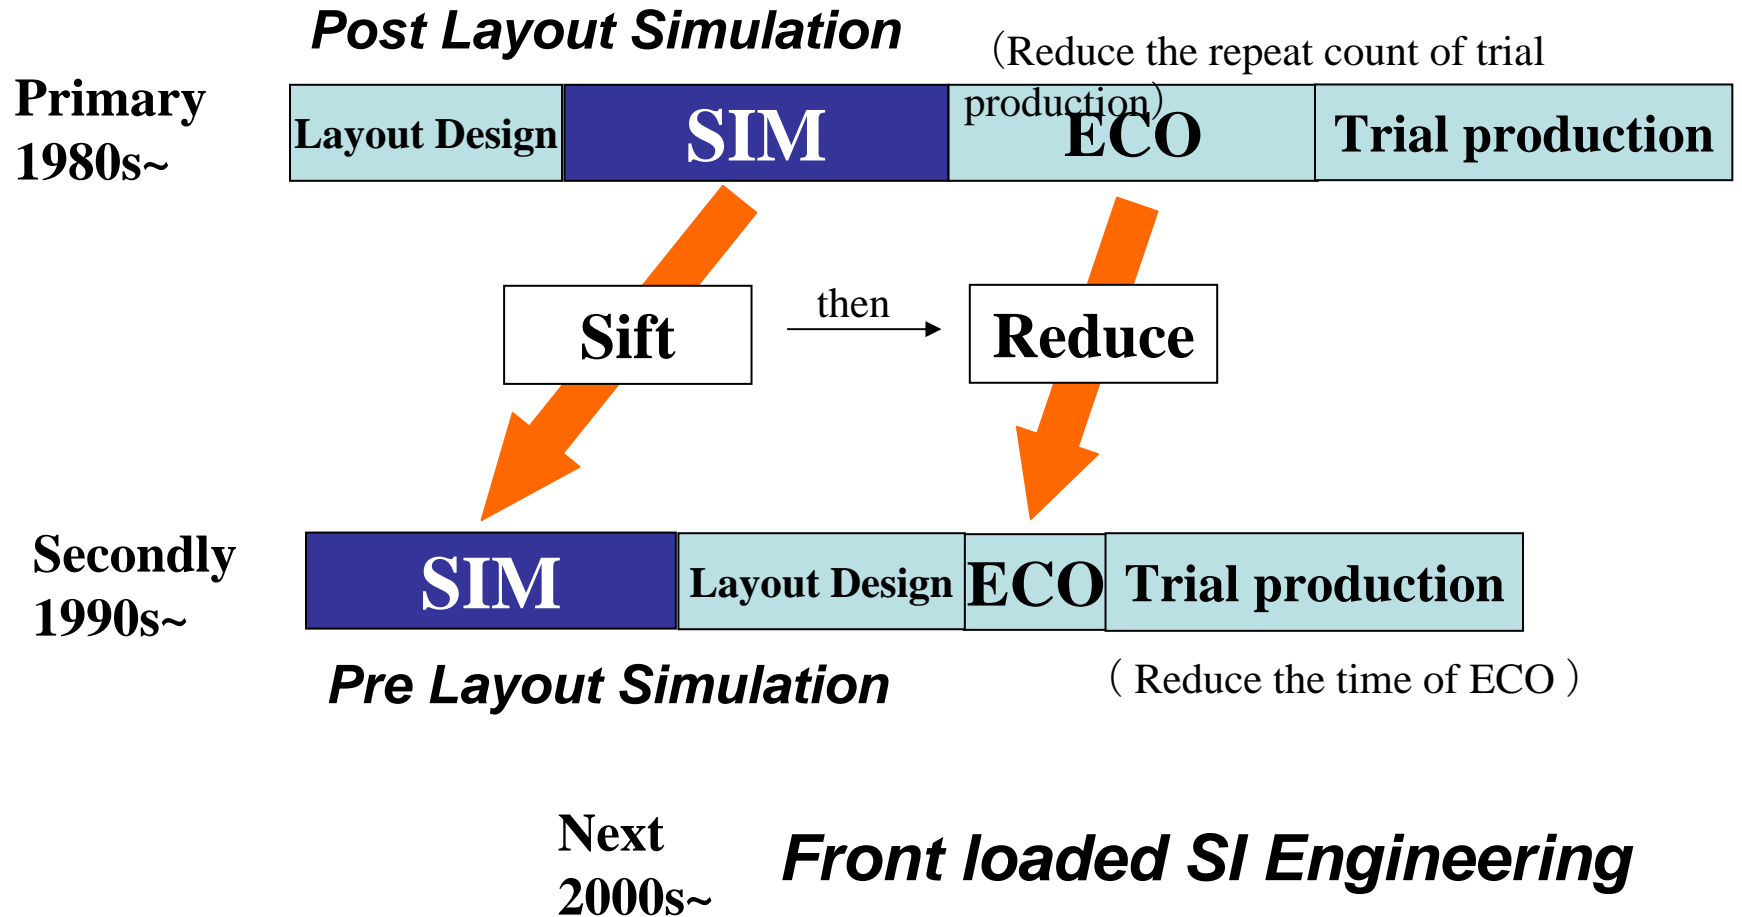 Post Layout Simulation
（Reduce the repeat count of trial
production）
Primary
1980s~
Layout Design
SIM
ECO
Trial production
Sift
then
Reduce
Secondly
1990s~
SIM
Layout Design
ECO
Trial production
Pre Layout Simulation
（ Reduce the time of ECO ）
Next
2000s~
Front loaded SI Engineering